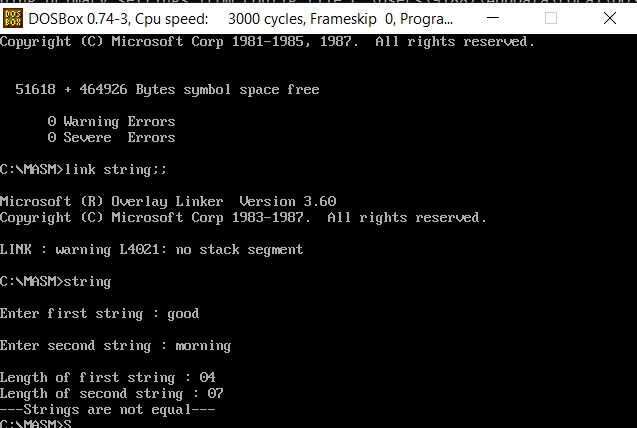 DOSBox 0.74-3, Cpu speed: 3000 cycles, Frameskip 0, Progra...
Copyright (C) Microsoft Corp 1981-1985, 1987. All rights reserved.
51618 + 464926 Bytes symbol space free
0 Warning Errors
0 Severe Errors
C:\MASM>link string;;
Microsoft (R) Overlay Linker Version 3.60
Copyright (C) Microsoft Corp 1983-1987. All rights reserved.
LINK : warning L4021: no stack segment
C:\MASM>string
Enter first string : good
Enter second string : morning
Length of first string : 04
Length of second string : 07
---Strings are not equal---
C:\MASM>S